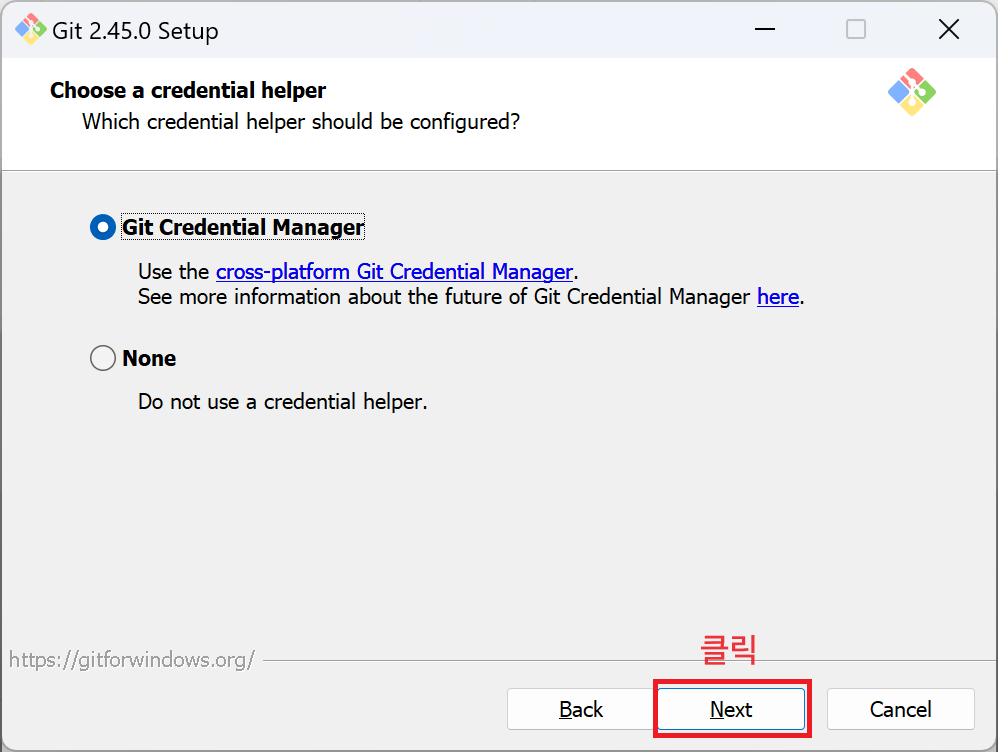 Git 2.45.0 Setup
Choose a credential helper
Which credential helper should be configured?
Git Credential Manager
Use the cross-platform Git Credential Manager.
See more information about the future of Git Credential Manager here.
None
Do not use a credential helper.
클릭
https://gitforwindows.org/
Back Next Cancel